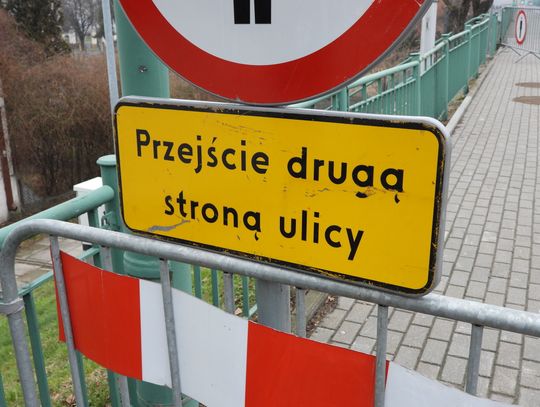 Przejście drugą
stroną ulicy